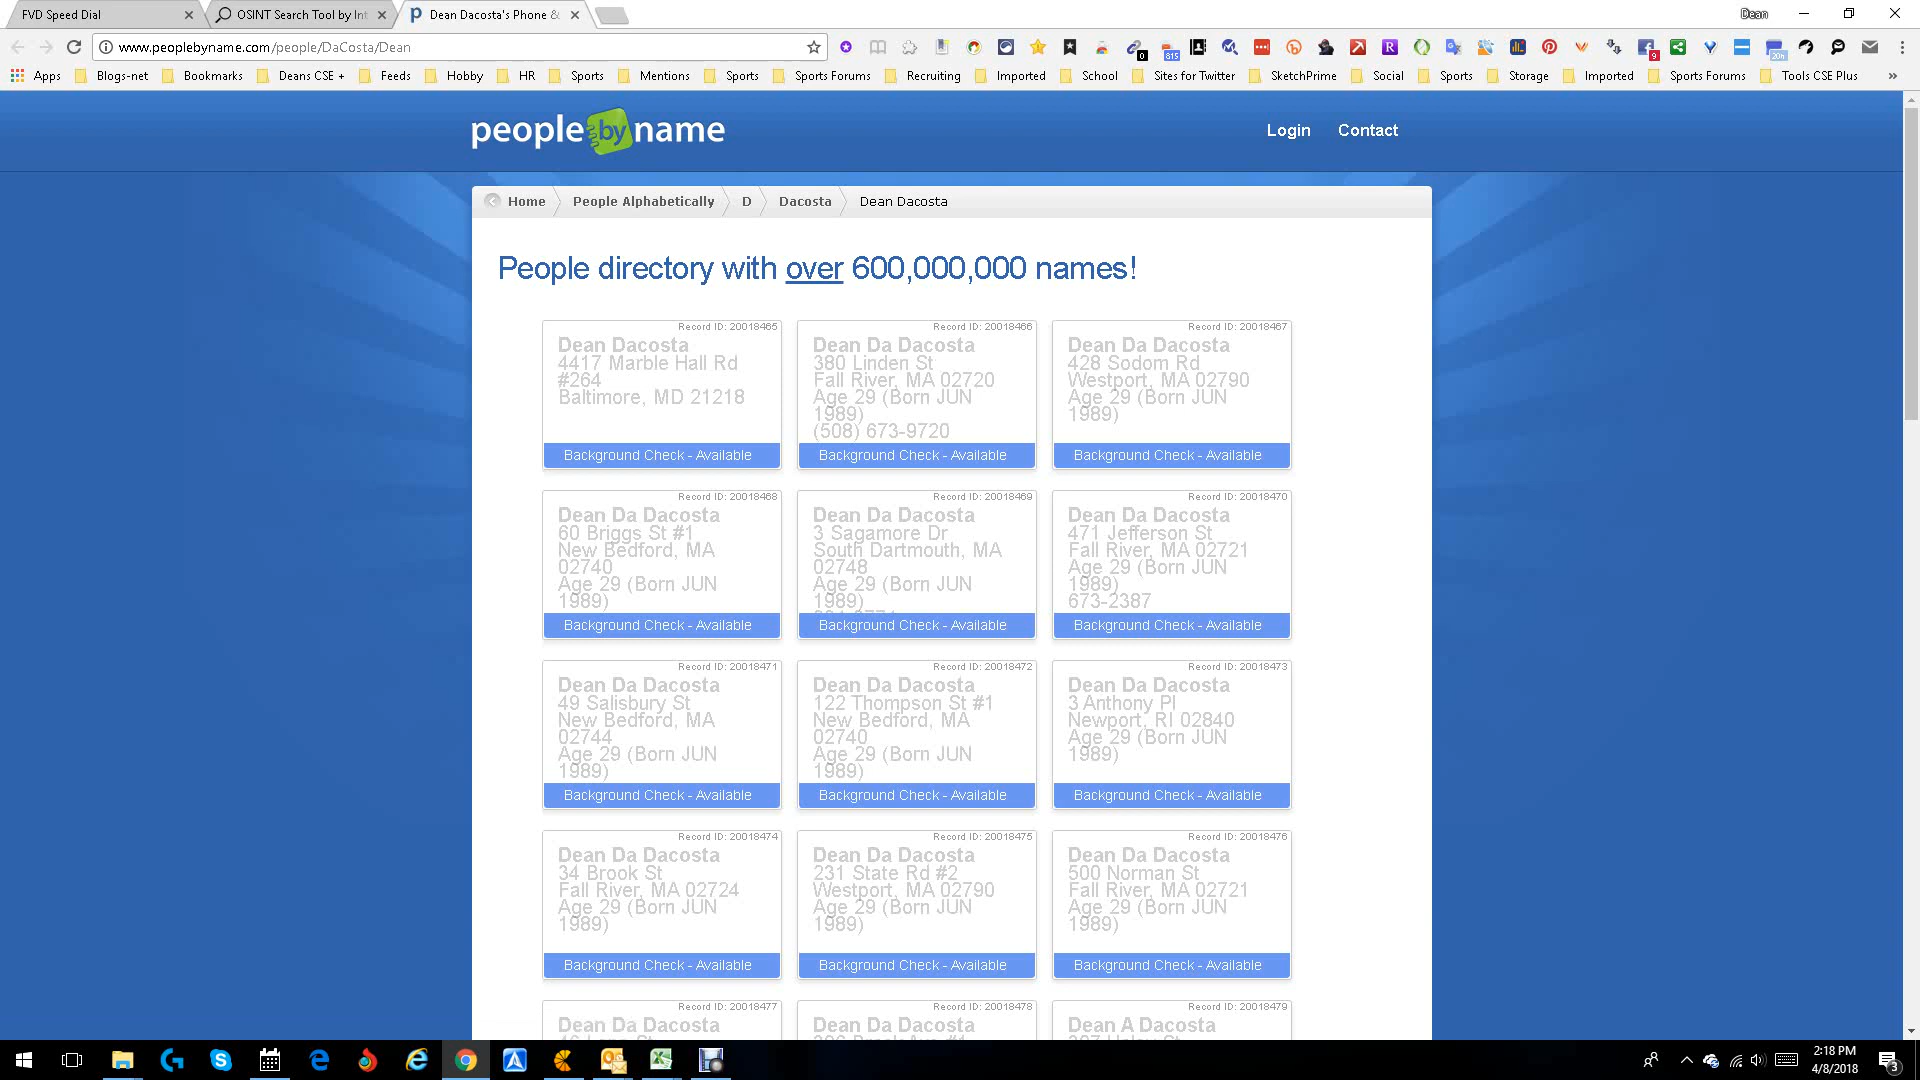 FVD Speed Dial
OSINT Search Tool by Int
Dean Dacosta's Phone &
Dean
www.peoplebyname.com/people/DaCosta/Dean
Apps
Blogs-net
Bookmarks
Deans CSE +
Feeds
Hobby
HR
Sports
Mentions
Sports
Sports Forums
Recruiting
Imported
School
Sites for Twitter
SketchPrime
Social
Sports
Storage
Imported
Sports Forums
Tools CSE Plus
people by name
Login
Contact
Home
People Alphabetically
D
Dacosta
Dean Dacosta
People directory with over 600,000,000 names!
Record ID: 20018465
Dean Dacosta
4417 Marble Hall Rd
#264
Baltimore, MD 21218
Background Check - Available
Record ID: 20018466
Dean Da Dacosta
380 Linden St
Fall River, MA 02720
Age 29 (Born JUN
1989)
(508) 673-9720
Background Check - Available
Record ID: 20018467
Dean Da Dacosta
428 Sodom Rd
Westport, MA 02790
Age 29 (Born JUN
1989)
Background Check - Available
Record ID: 20018468
Dean Da Dacosta
60 Briggs St #1
New Bedford, MA
02740
Age 29 (Born JUN
1989)
Background Check - Available
Record ID: 20018469
Dean Da Dacosta
3 Sagamore Dr
South Dartmouth, MA
02748
Age 29 (Born JUN
1989)
Background Check - Available
Record ID: 20018470
Dean Da Dacosta
471 Jefferson St
Fall River, MA 02721
Age 29 (Born JUN
1989)
673-2387
Background Check - Available
Record ID: 20018471
Dean Da Dacosta
49 Salisbury St
New Bedford, MA
02744
Age 29 (Born JUN
1989)
Background Check - Available
Record ID: 20018472
Dean Da Dacosta
122 Thompson St #1
New Bedford, MA
02740
Age 29 (Born JUN
1989)
Background Check - Available
Record ID: 20018473
Dean Da Dacosta
3 Anthony Pl
Newport, RI 02840
Age 29 (Born JUN
1989)
Background Check - Available
Record ID: 20018474
Dean Da Dacosta
34 Brook St
Fall River, MA 02724
Age 29 (Born JUN
1989)
Background Check - Available
Record ID: 20018475
Dean Da Dacosta
231 State Rd #2
Westport, MA 02790
Age 29 (Born JUN
1989)
Background Check - Available
Record ID: 20018476
Dean Da Dacosta
500 Norman St
Fall River, MA 02721
Age 29 (Born JUN
1989)
Background Check - Available
Record ID: 20018477
Dean Da Dacosta
Record ID: 20018478
Dean Da Dacosta
Record ID: 20018479
Dean A Dacosta
2:18 PM
4/8/2018